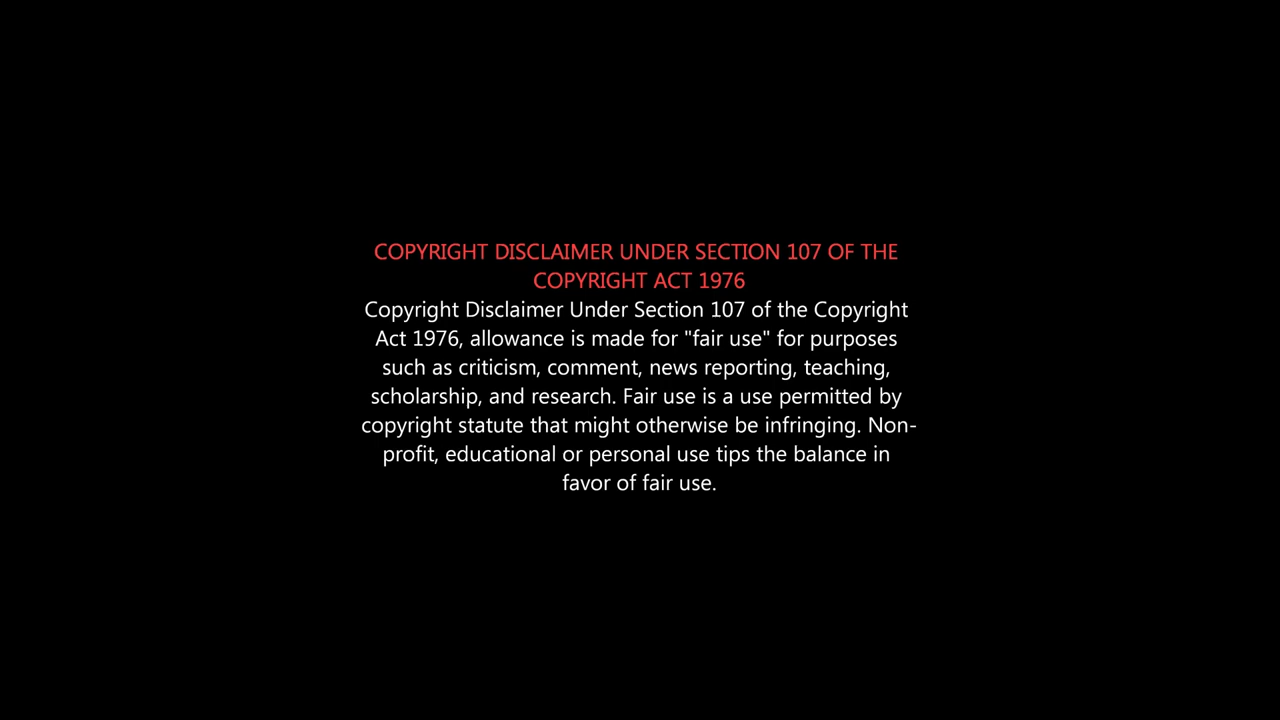 COPYRIGHT DISCLAIMER UNDER SECTION 107 OF THE
COPYRIGHT ACT 1976
Copyright Disclaimer Under Section 107 of the Copyright
Act 1976, allowance is made for "fair use" for purposes
such as criticism, comment, news reporting, teaching,
scholarship, and research. Fair use is a use permitted by
copyright statute that might otherwise be infringing. Non-
profit, educational or personal use tips the balance in
favor of fair use.